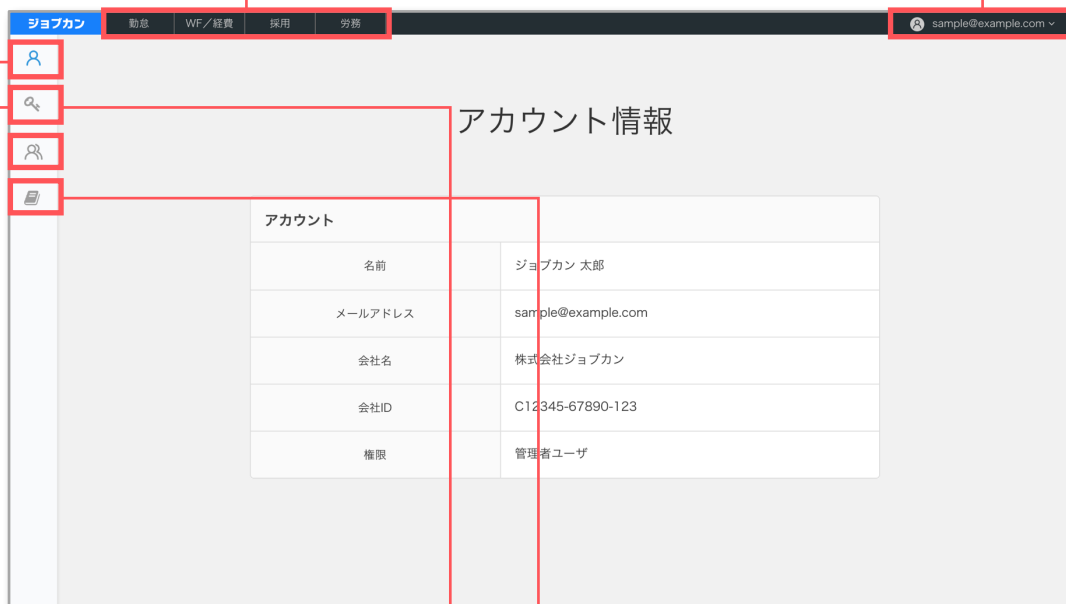 ジョブカン
勤怠 WF／経費 採用 労務
sample@example.com
アカウント情報
アカウント
名前 ジョブカン 太郎
メールアドレス sample@example.com
会社名 株式会社ジョブカン
会社ID C12345-67890-123
権限 管理者ユーザ